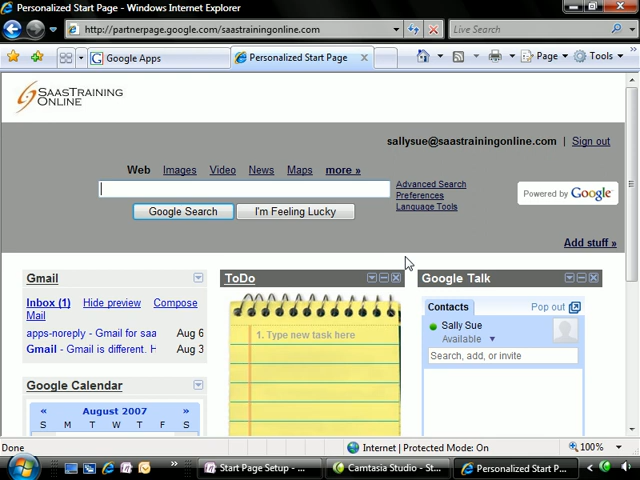 Personalized Start Page - Windows Internet Explorer
http://partnerpage.google.com/saastrainingonline.com
Live Search
Google Apps
Personalized Start Page
Page
Tools
SAASTRAINING
ONLINE
sallysue@saastrainingonline.com | Sign out
Web Images Video News Maps more »
Advanced Search
Preferences
Language Tools
Google Search
I'm Feeling Lucky
Powered by Google
Add stuff »
Gmail
Inbox (1) Hide preview Compose
Mail
apps-noreply - Gmail for saa Aug 6
Gmail - Gmail is different. H Aug 3
Google Calendar
« August 2007 »
S M T W T F S
ToDo
1. Type new task here
Google Talk
Contacts
Pop out
Sally Sue
Available
Search, add, or invite
Done
Internet | Protected Mode: On
100%
Start Page Setup - ...
Camtasia Studio - St...
Personalized Start P...